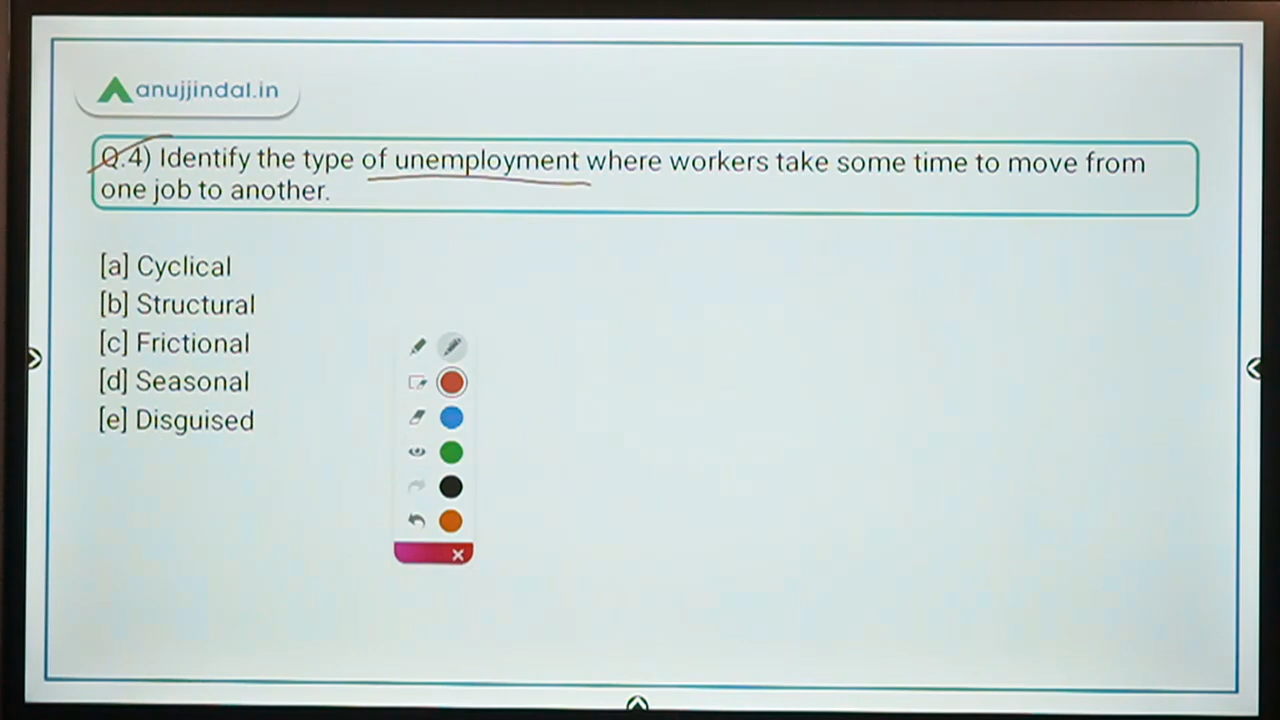 anujjindal.in
Q.4) Identify the type of unemployment where workers take some time to move from
one job to another.
[a] Cyclical
[b] Structural
[c] Frictional
[d] Seasonal
[e] Disguised